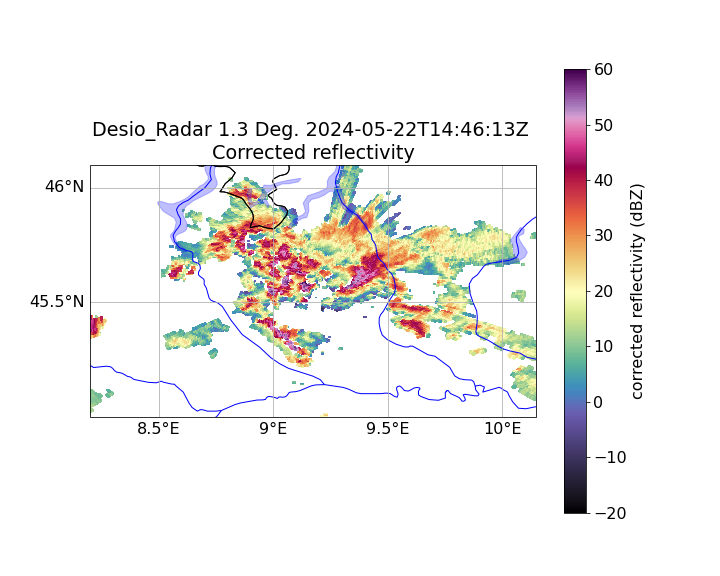 Desio_Radar 1.3 Deg. 2024-05-22T14:46:13Z
Corrected reflectivity
46°N
45.5°N
8.5°E
9°E
9.5°E
10°E
60
50
40
30
20
10
0
−10
−20
corrected reflectivity (dBZ)